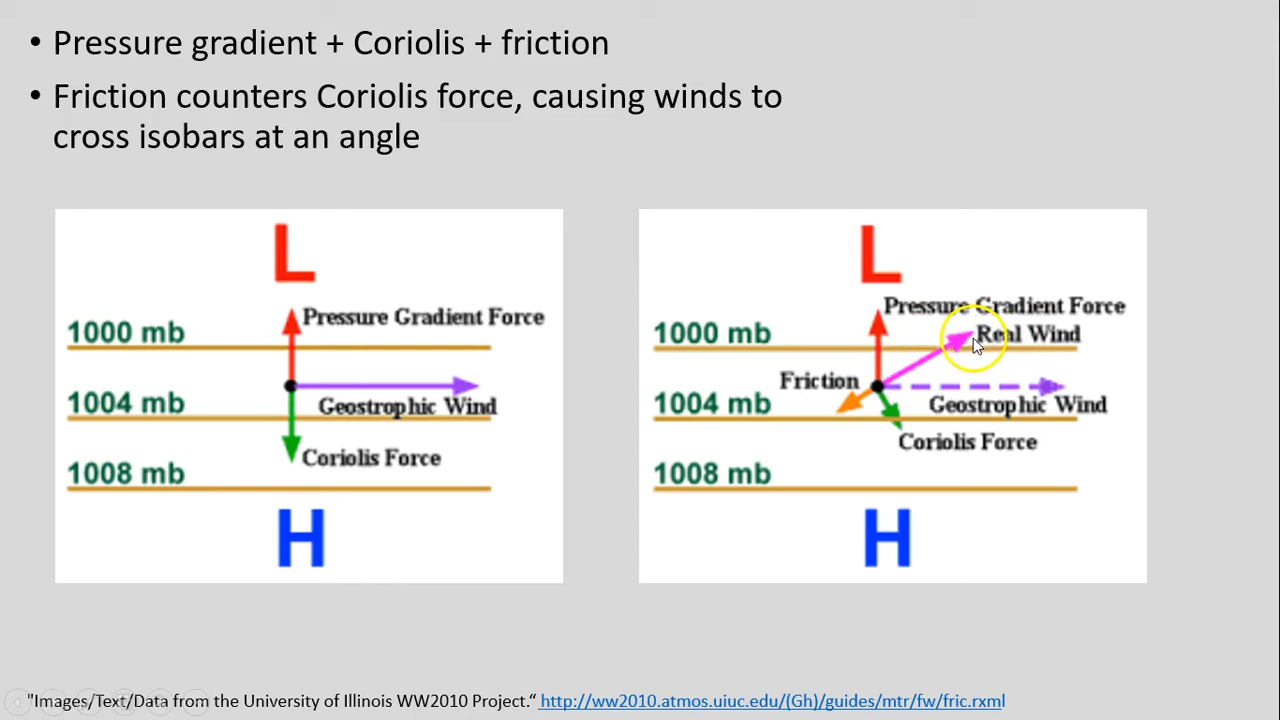 • Pressure gradient + Coriolis + friction
• Friction counters Coriolis force, causing winds to
cross isobars at an angle
L
Pressure Gradient Force
1000 mb
1004 mb
Geostrophic Wind
Coriolis Force
1008 mb
H
L
Pressure Gradient Force
1000 mb
Real Wind
Friction
1004 mb
Geostrophic Wind
Coriolis Force
1008 mb
H
"Images/Text/Data from the University of Illinois WW2010 Project.“ http://ww2010.atmos.uiuc.edu/(Gh)/guides/mtr/fw/fric.rxml